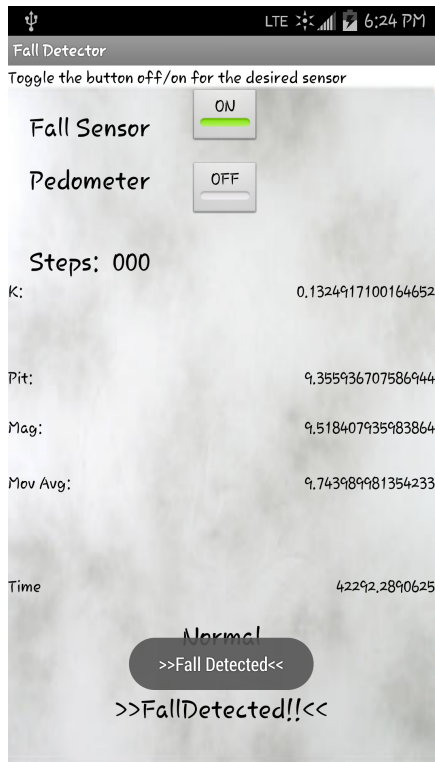 LTE 6:24 PM
Fall Detector
Toggle the button off/on for the desired sensor
Fall Sensor ON
Pedometer OFF
Steps: 000
K: 0.1324917100164652
Pit: 9.355936707586944
Mag: 9.518407935983864
Mov Avg: 9.743989981354233
Time 42292.2890625
Normal
>>Fall Detected<<
>>FallDetected!!<<